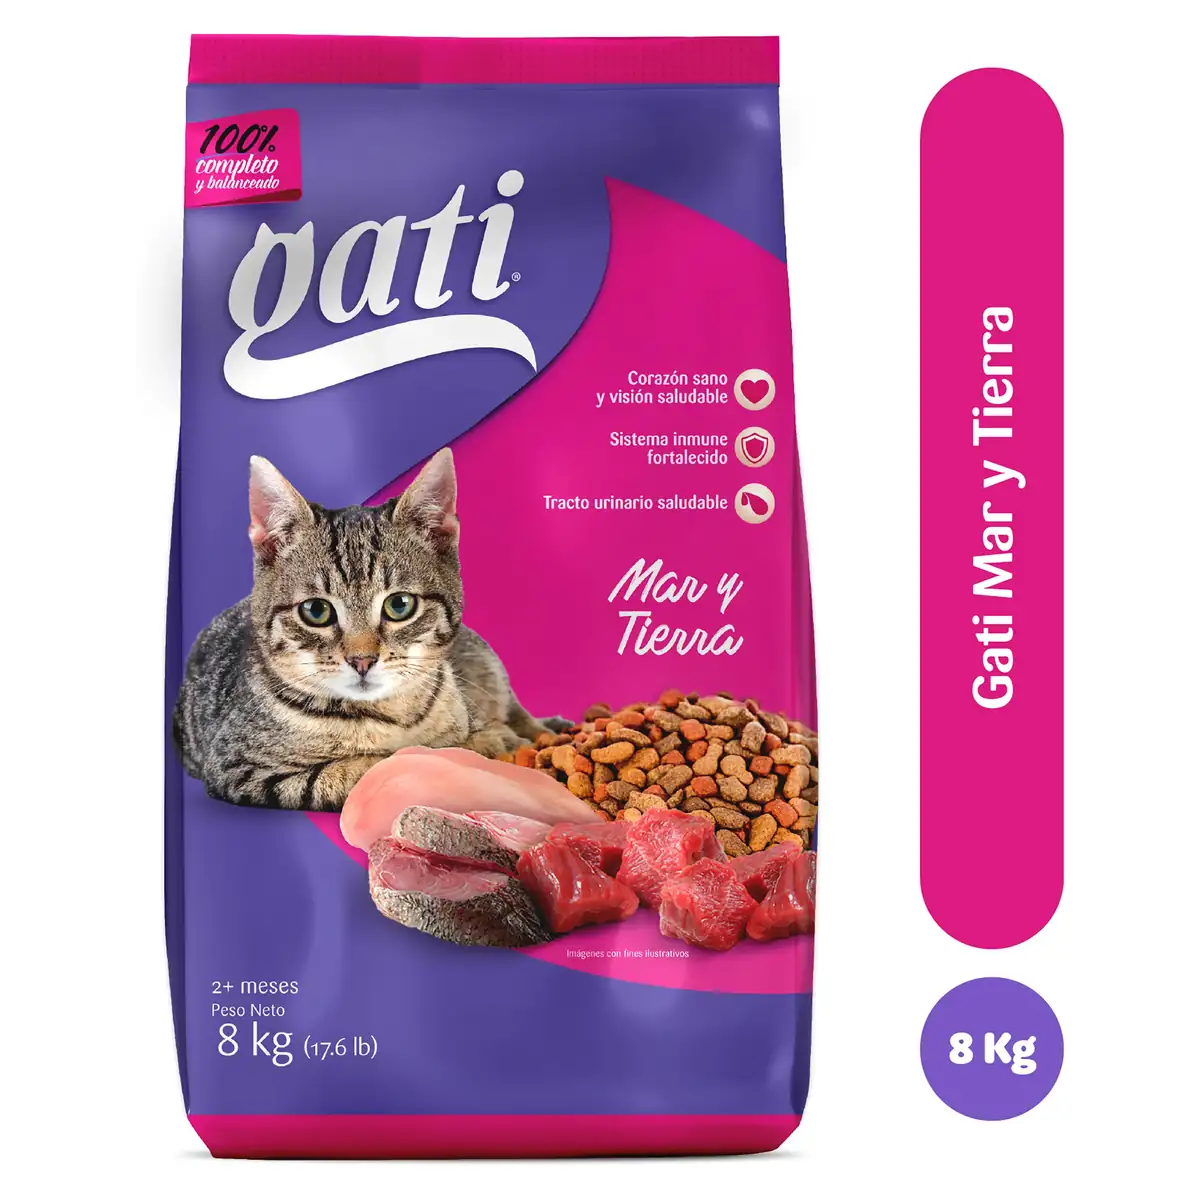 100%
completo
y balanceado
gati®
Corazón sano
y visión saludable
Sistema inmune
fortalecido
Tracto urinario saludable
Mar y
Tierra
Imágenes con fines ilustrativos
2+ meses
Peso Neto
8 kg (17.6 lb)
Gati Mar y Tierra
8 Kg